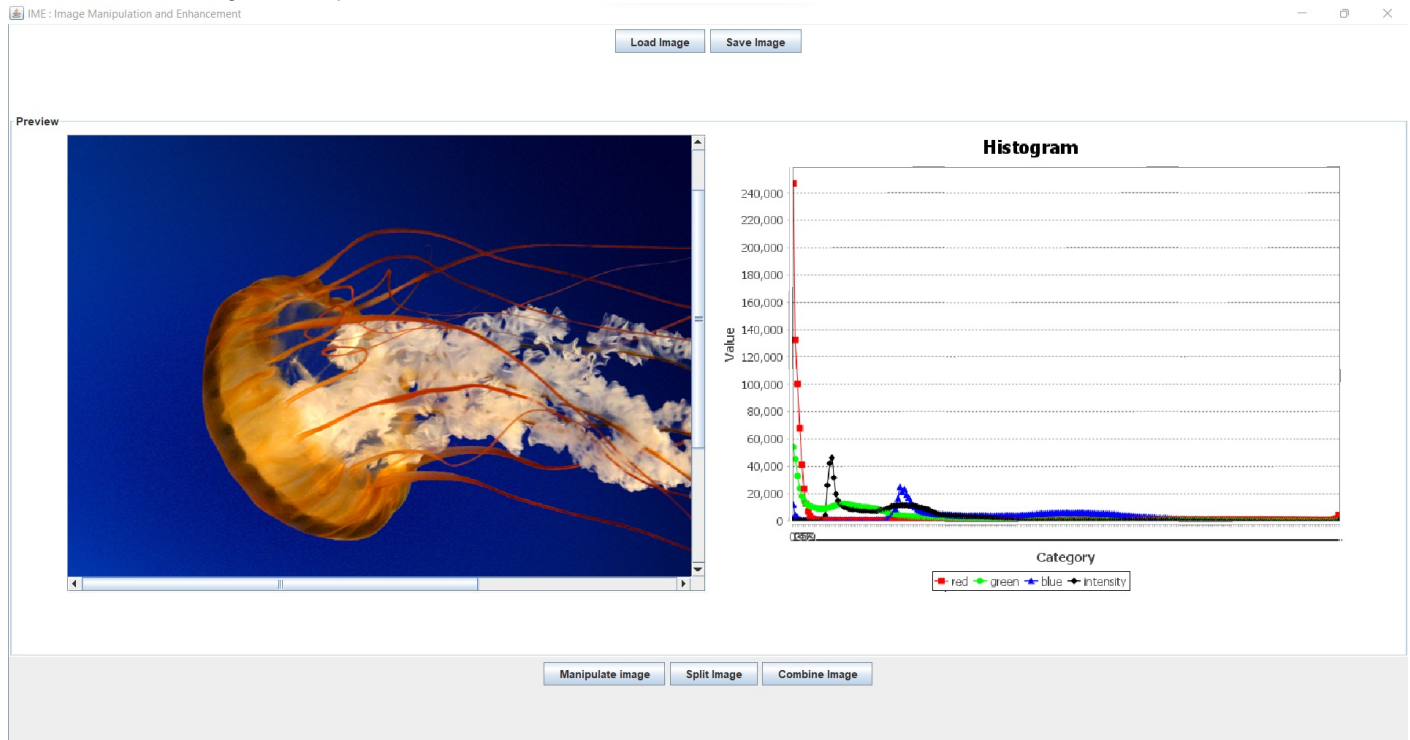 IME : Image Manipulation and Enhancement
Load Image Save Image
Preview
Histogram
240,000
220,000
200,000
180,000
160,000
140,000
120,000
100,000
80,000
60,000
40,000
20,000
0
Value
Category
red green blue intensity
Manipulate image Split Image Combine Image